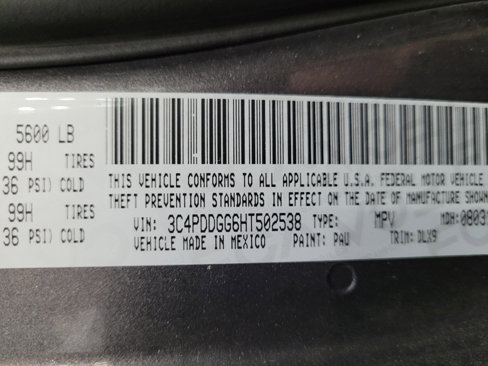 5600 LB
99H TIRES
36 PSI) COLD
99H TIRES
36 PSI) COLD
THIS VEHICLE CONFORMS TO ALL APPLICABLE U.S.A. FEDERAL MOTOR VEHICLE
THEFT PREVENTION STANDARDS IN EFFECT ON THE DATE OF MANUFACTURE SHOWN
VIN: 3C4PDDGG6HT502538 TYPE: MPV MDH: 0803
VEHICLE MADE IN MEXICO PAINT: PAU TRIM: DLX9